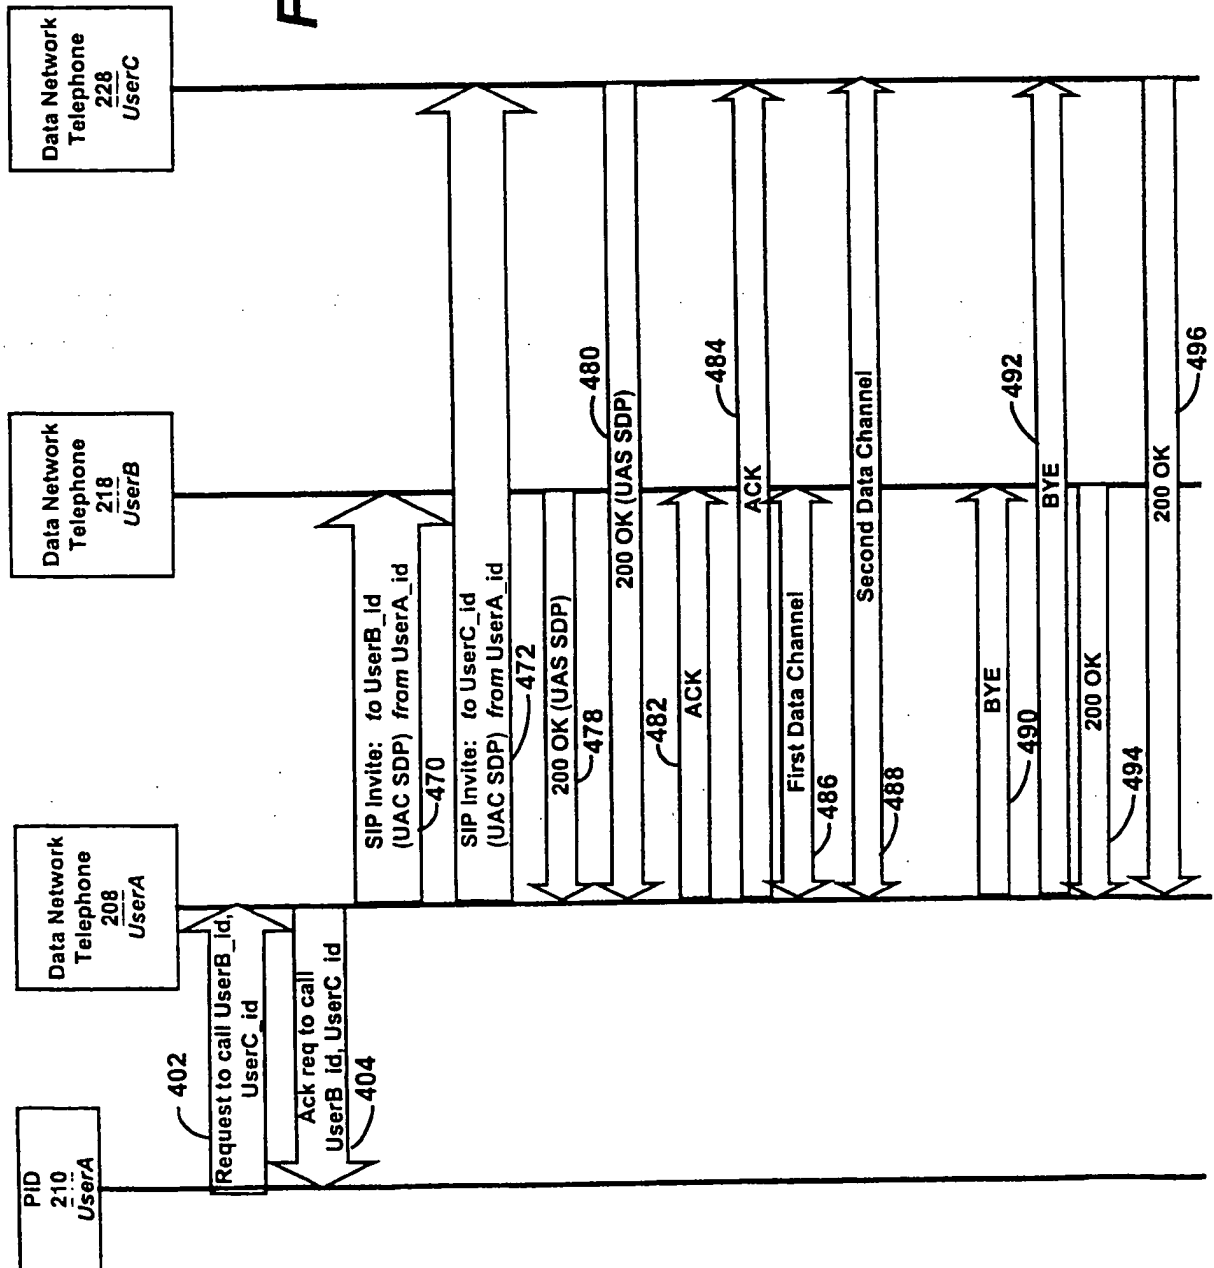 PID
210
UserA
Data Network
Telephone
208
UserA
Data Network
Telephone
218
UserB
Data Network
Telephone
228
UserC
F
402
Request to call UserB_id,
UserC_id
Ack req to call
UserB_id, UserC_id
404
SIP Invite: to UserB_id
(UAC SDP) from UserA_id
470
SIP Invite: to UserC_id
(UAC SDP) from UserA_id
472
200 OK (UAS SDP)
478
480
200 OK (UAS SDP)
482
ACK
484
ACK
First Data Channel
486
Second Data Channel
488
BYE
490
492
BYE
200 OK
494
200 OK
496